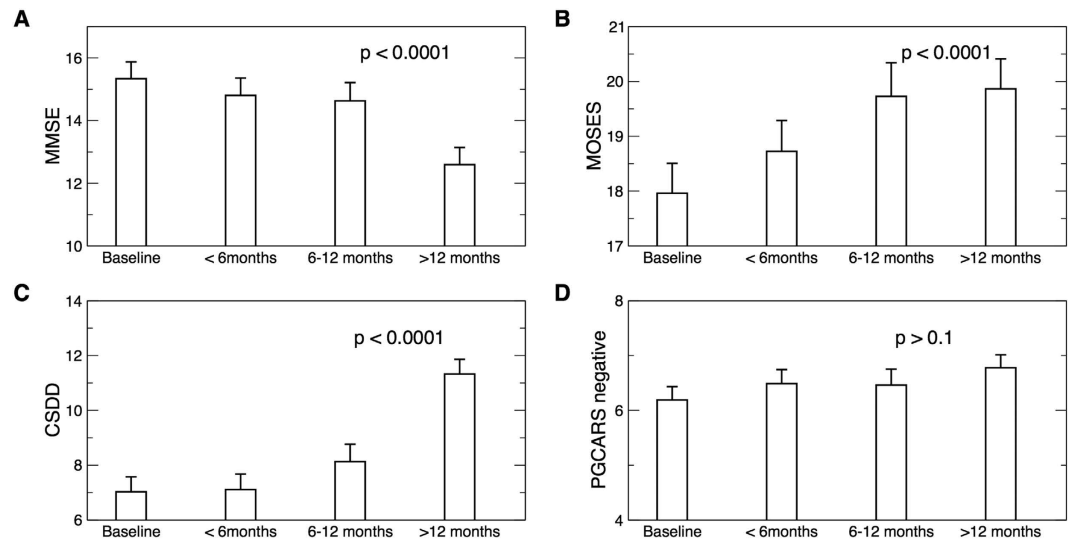 A
MMSE
16
14
12
10
p < 0.0001
Baseline
< 6months
6-12 months
>12 months
B
MOSES
21
20
19
18
17
p < 0.0001
Baseline
< 6months
6-12 months
>12 months
C
CSDD
14
12
10
8
6
p < 0.0001
Baseline
< 6months
6-12 months
>12 months
D
PGCARS negative
8
6
4
p > 0.1
Baseline
< 6months
6-12 months
>12 months